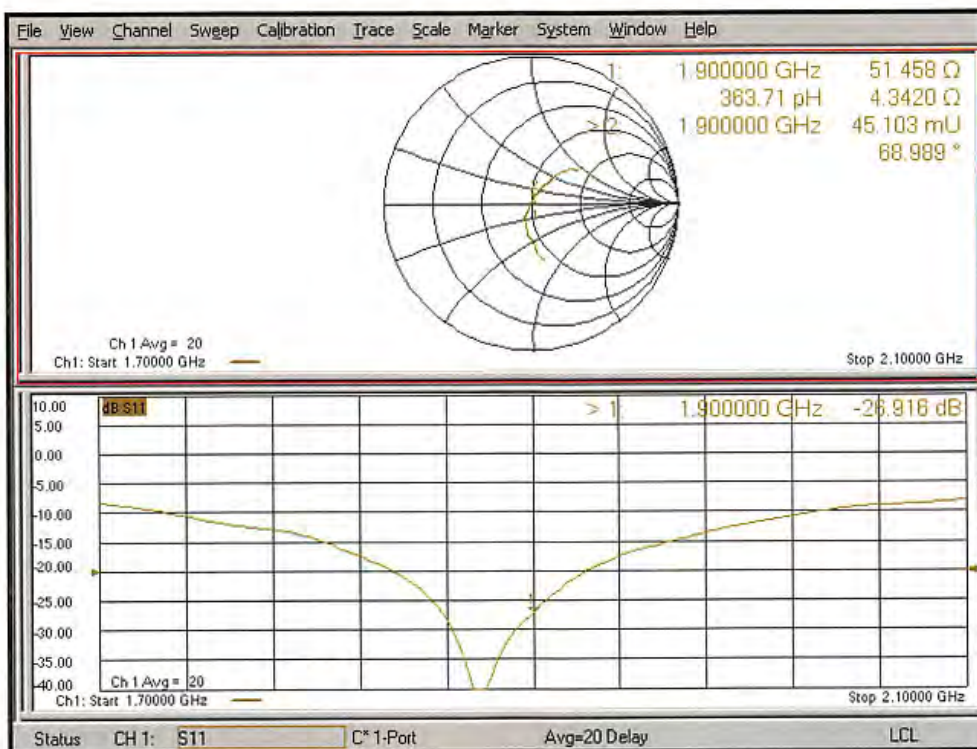 File View Channel Sweep Calibration Trace Scale Marker System Window Help
1: 1.900000 GHz 51.458 Ω
363.71 pH 4.3420 Ω
> 2: 1.900000 GHz 45.103 mU
68.989 °
Ch 1 Avg = 20
Ch1: Start 1.70000 GHz Stop 2.10000 GHz
10.00 dB S11 > 1: 1.900000 GHz -26.916 dB
5.00
0.00
-5.00
-10.00
-15.00
-20.00
-25.00
-30.00
-35.00
-40.00 Ch 1 Avg = 20
Ch1: Start 1.70000 GHz Stop 2.10000 GHz
Status CH 1: S11 C* 1-Port Avg=20 Delay LCL